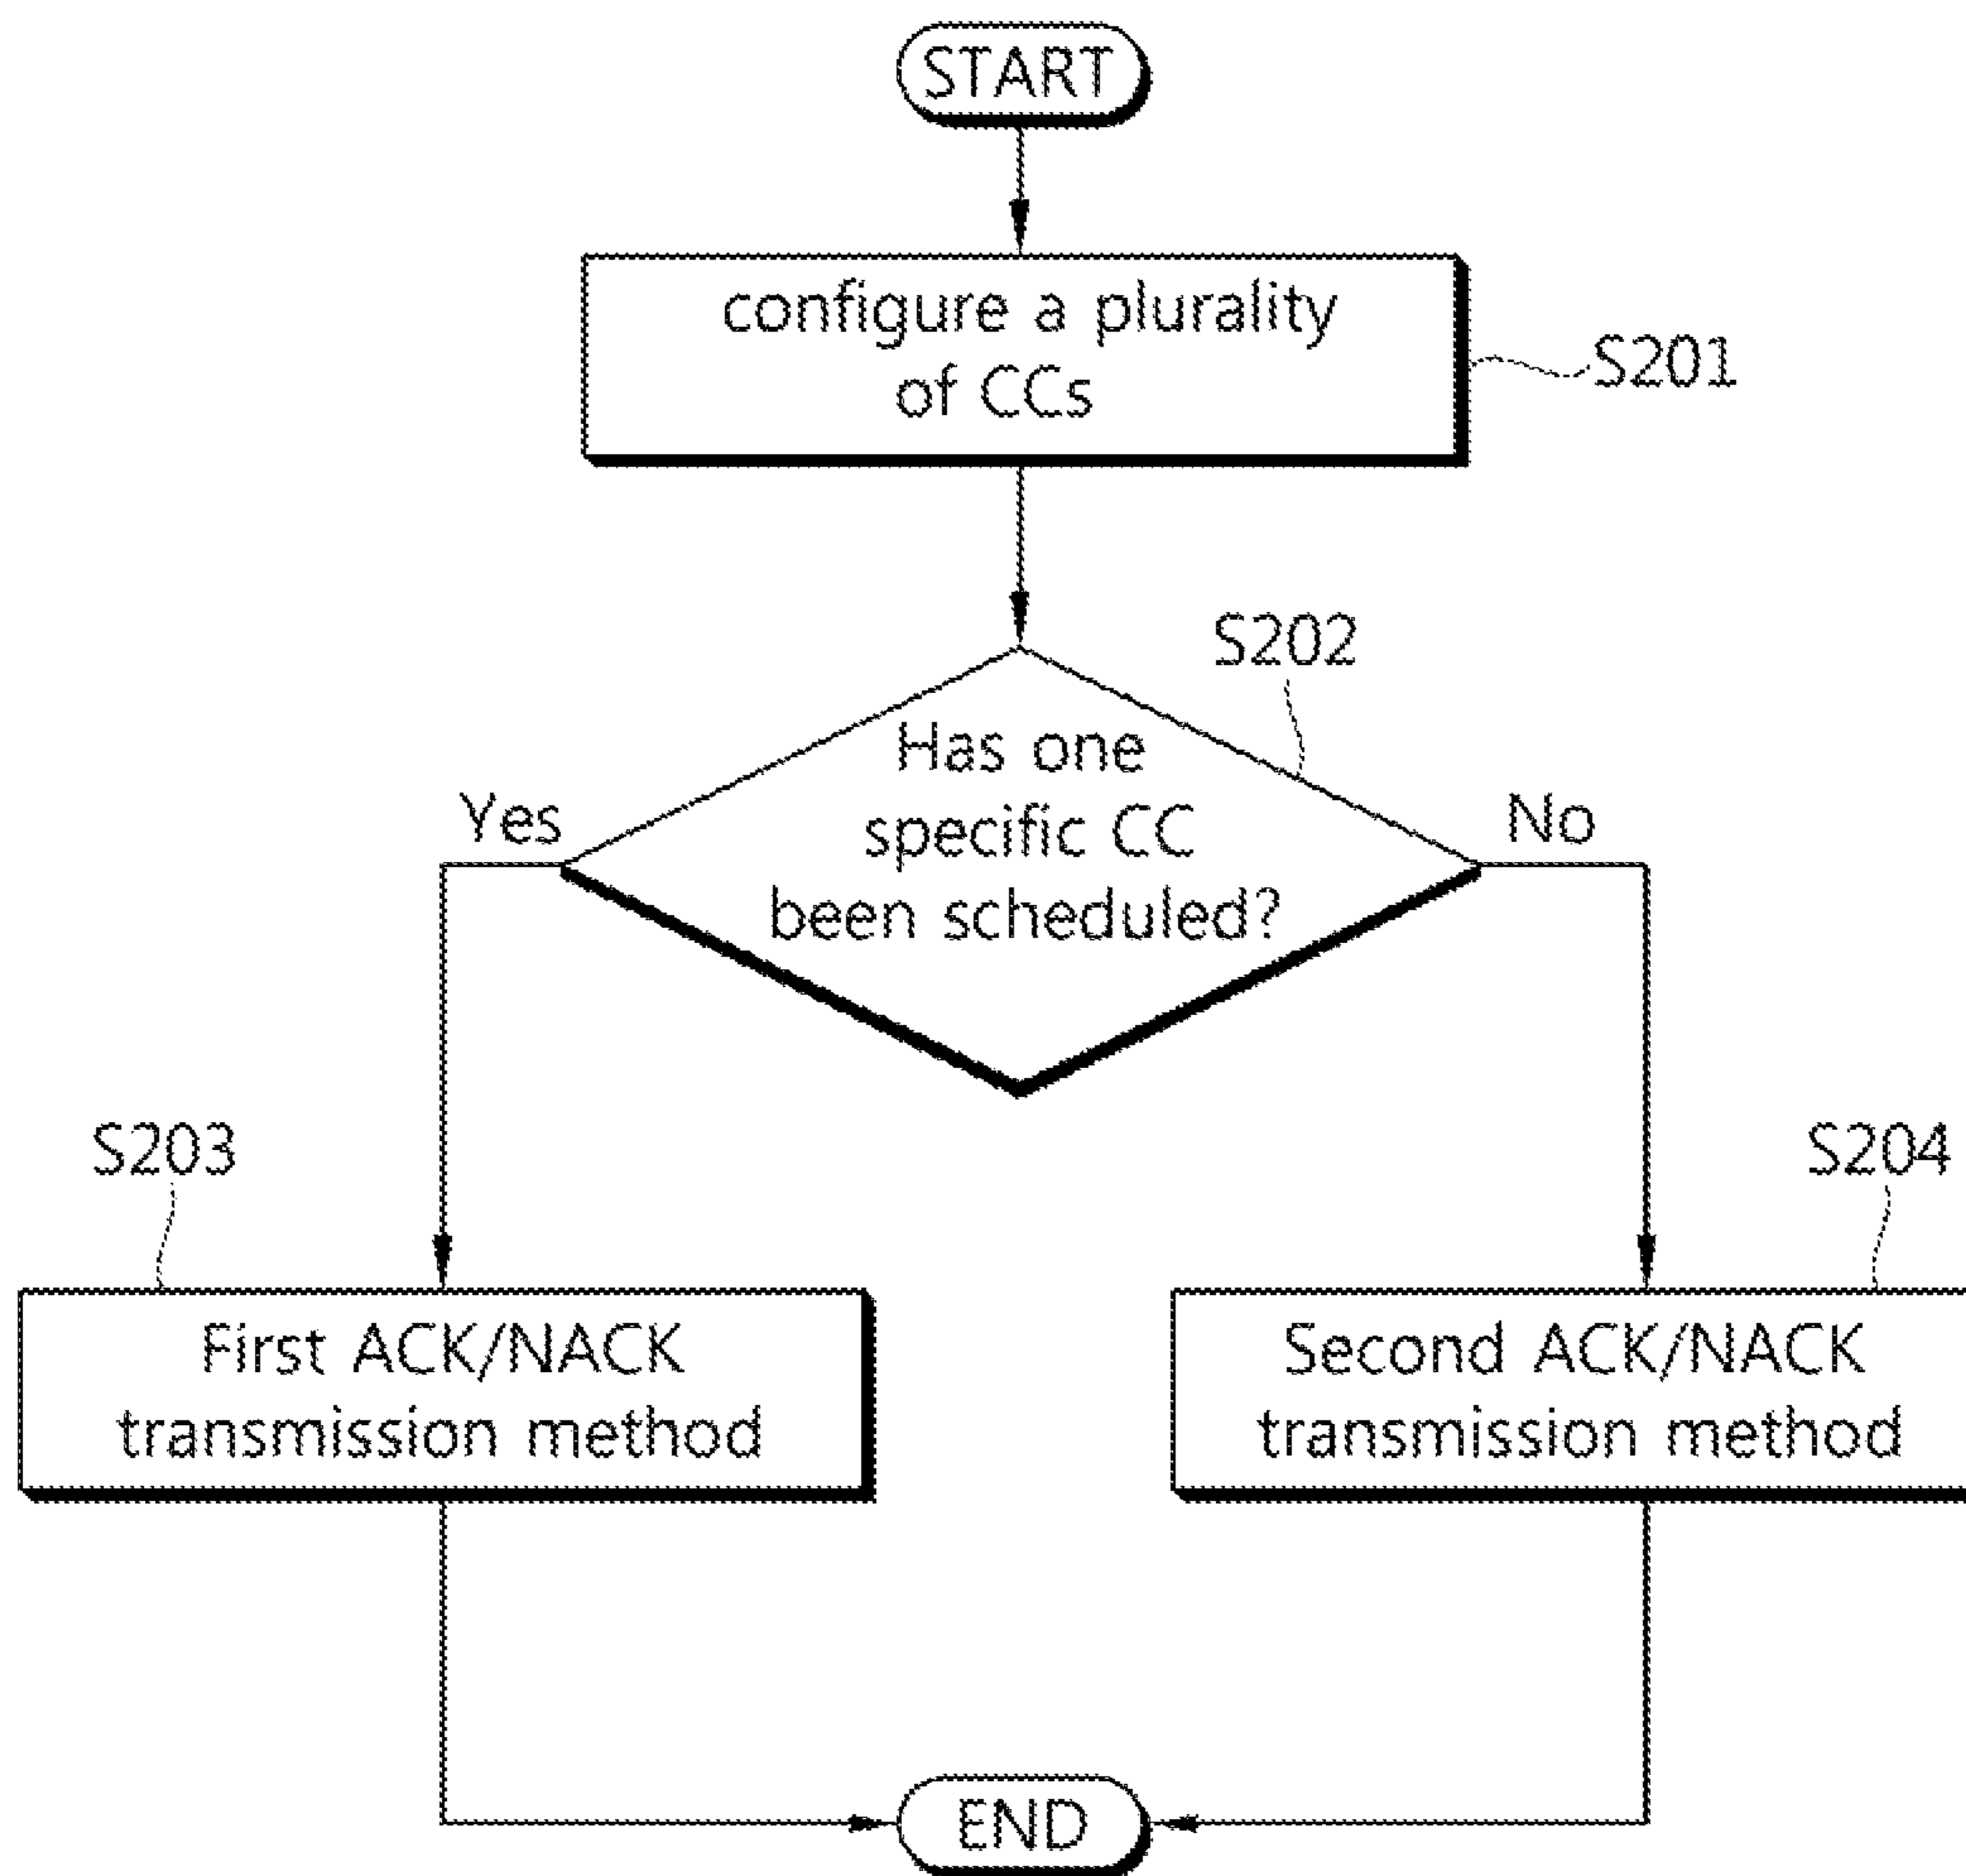 START
configure a plurality
of CCs
S201
S202
Has one
specific CC
been scheduled?
Yes
No
S203
S204
First ACK/NACK
transmission method
Second ACK/NACK
transmission method
END